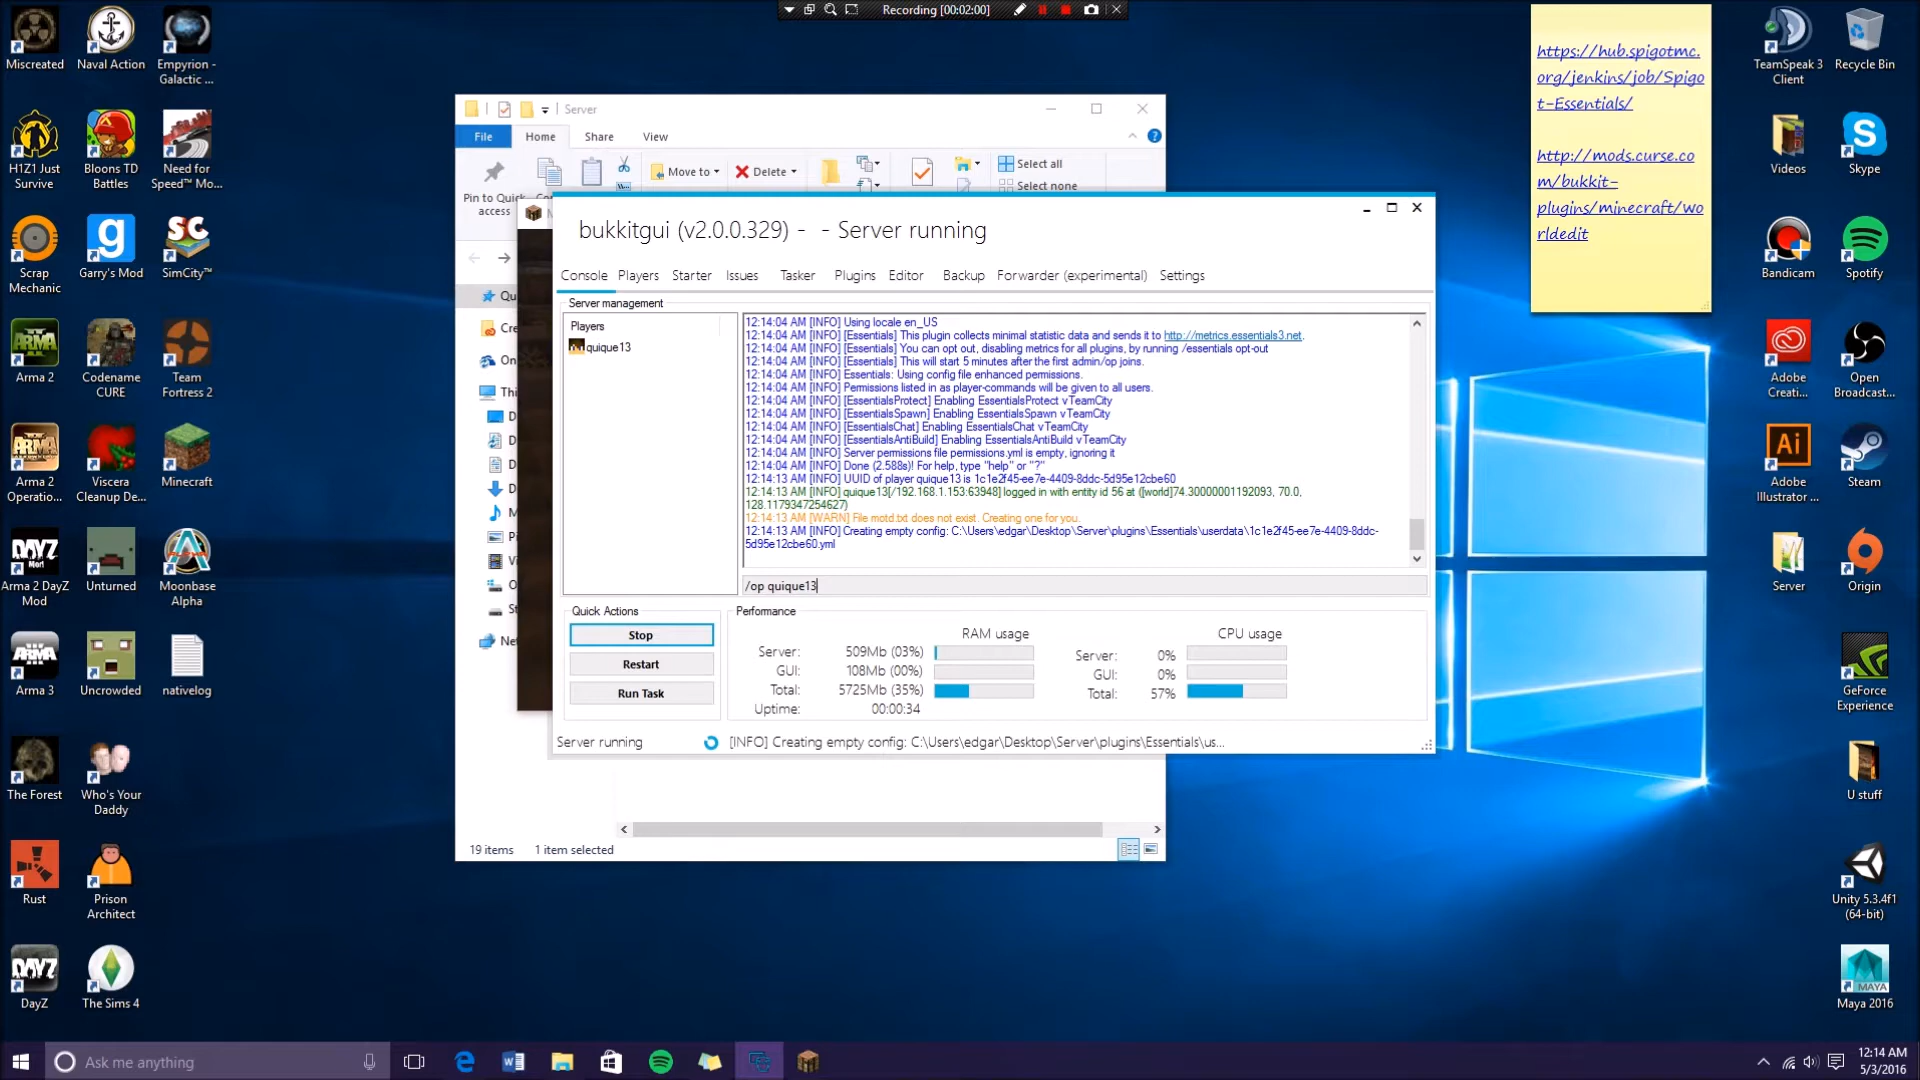 Recording [00:02:00]
Miscreated
Naval Action
Empyrion -
Galactic ...
H1Z1 Just
Survive
Bloons TD
Battles
Need for
Speed™ Mo...
Scrap
Mechanic
Garry's Mod
SimCity™
Arma 2
Codename
CURE
Team
Fortress 2
Arma 2
Operatio...
Viscera
Cleanup De...
Minecraft
Arma 2 DayZ
Mod
Unturned
Moonbase
Alpha
Arma 3
Uncrowded
nativelog
The Forest
Who's Your
Daddy
Rust
Prison
Architect
DayZ
The Sims 4
Server
File
Home
Share
View
Move to
Delete
Select all
Select none
Pin to Quick
access
bukkitgui (v2.0.0.329) - - Server running
Console
Players
Starter
Issues
Tasker
Plugins
Editor
Backup
Forwarder (experimental)
Settings
Server management
Players
quique13
12:14:04 AM [INFO] Using locale en_US
12:14:04 AM [INFO] [Essentials] This plugin collects minimal statistic data and sends it to http://metrics.essentials3.net.
12:14:04 AM [INFO] [Essentials] You can opt out, disabling metrics for all plugins, by running /essentials opt-out
12:14:04 AM [INFO] [Essentials] This will start 5 minutes after the first admin/op joins.
12:14:04 AM [INFO] Essentials: Using config file enhanced permissions.
12:14:04 AM [INFO] Permissions listed in as player-commands will be given to all users.
12:14:04 AM [INFO] [EssentialsProtect] Enabling EssentialsProtect vTeamCity
12:14:04 AM [INFO] [EssentialsSpawn] Enabling EssentialsSpawn vTeamCity
12:14:04 AM [INFO] [EssentialsChat] Enabling EssentialsChat vTeamCity
12:14:04 AM [INFO] [EssentialsAntiBuild] Enabling EssentialsAntiBuild vTeamCity
12:14:04 AM [INFO] Server permissions file permissions.yml is empty, ignoring it
12:14:04 AM [INFO] Done (2.588s)! For help, type "help" or "?"
12:14:13 AM [INFO] UUID of player quique13 is 1c1e2f45-ee7e-4409-8ddc-5d95e12cbe60
12:14:13 AM [INFO] quique13[/192.168.1.153:63948] logged in with entity id 56 at ([world]74.30000001192093, 70.0,
128.1179347254627)
12:14:13 AM [WARN] File motd.txt does not exist. Creating one for you.
12:14:13 AM [INFO] Creating empty config: C:\Users\edgar\Desktop\Server\plugins\Essentials\userdata\1c1e2f45-ee7e-4409-8ddc-
5d95e12cbe60.yml
/op quique13
Quick Actions
Stop
Restart
Run Task
Performance
RAM usage
CPU usage
Server: 509Mb (03%)
GUI: 108Mb (00%)
Total: 5725Mb (35%)
Uptime: 00:00:34
Server: 0%
GUI: 0%
Total: 57%
Server running
[INFO] Creating empty config: C:\Users\edgar\Desktop\Server\plugins\Essentials\us...
19 items
1 item selected
https://hub.spigotmc.
org/jenkins/job/Spigo
t-Essentials/
http://mods.curse.co
m/bukkit-
plugins/minecraft/wo
rldedit
TeamSpeak 3
Client
Recycle Bin
Videos
Skype
Bandicam
Spotify
Adobe
Creati...
Open
Broadcast...
Adobe
Illustrator ...
Steam
Server
Origin
GeForce
Experience
U stuff
Unity 5.3.4f1
(64-bit)
Maya 2016
Ask me anything
12:14 AM
5/3/2016